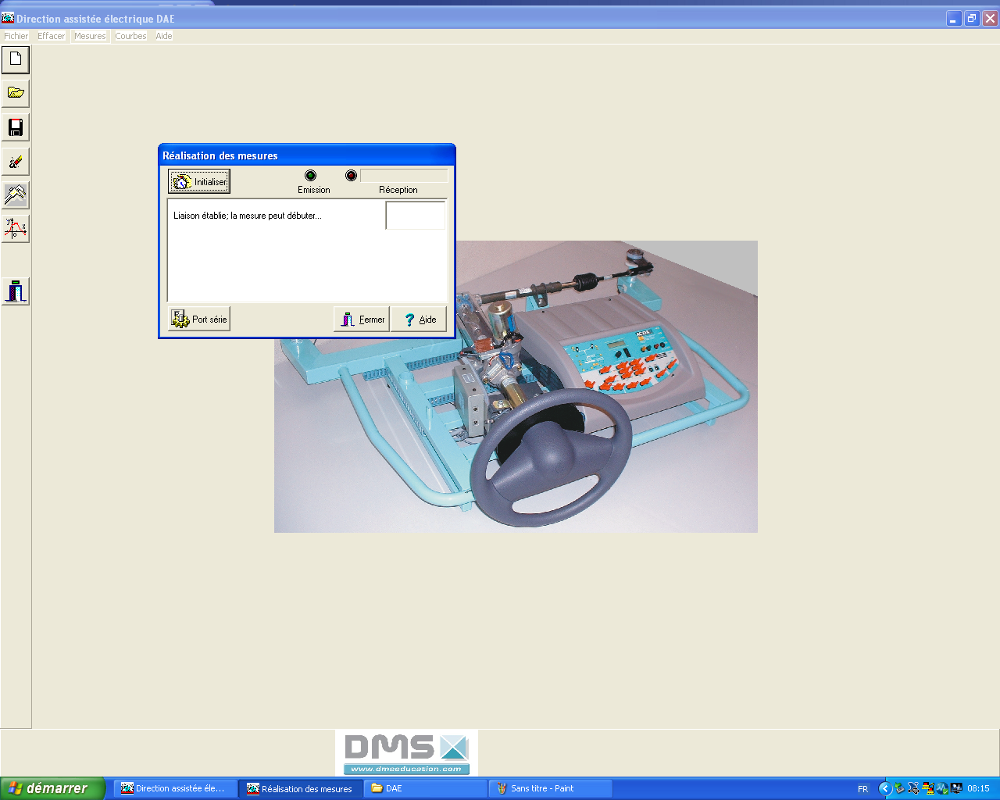 Direction assistée électrique DAE
Fichier Effacer Mesures Courbes Aide
Réalisation des mesures
Initialiser
Emission
Réception
Liaison établie; la mesure peut débuter...
Port série
Fermer
Aide
DMS
www.dmseducation.com
démarrer
Direction assistée éle...
Réalisation des mesures
DAE
Sans titre - Paint
FR
08:15